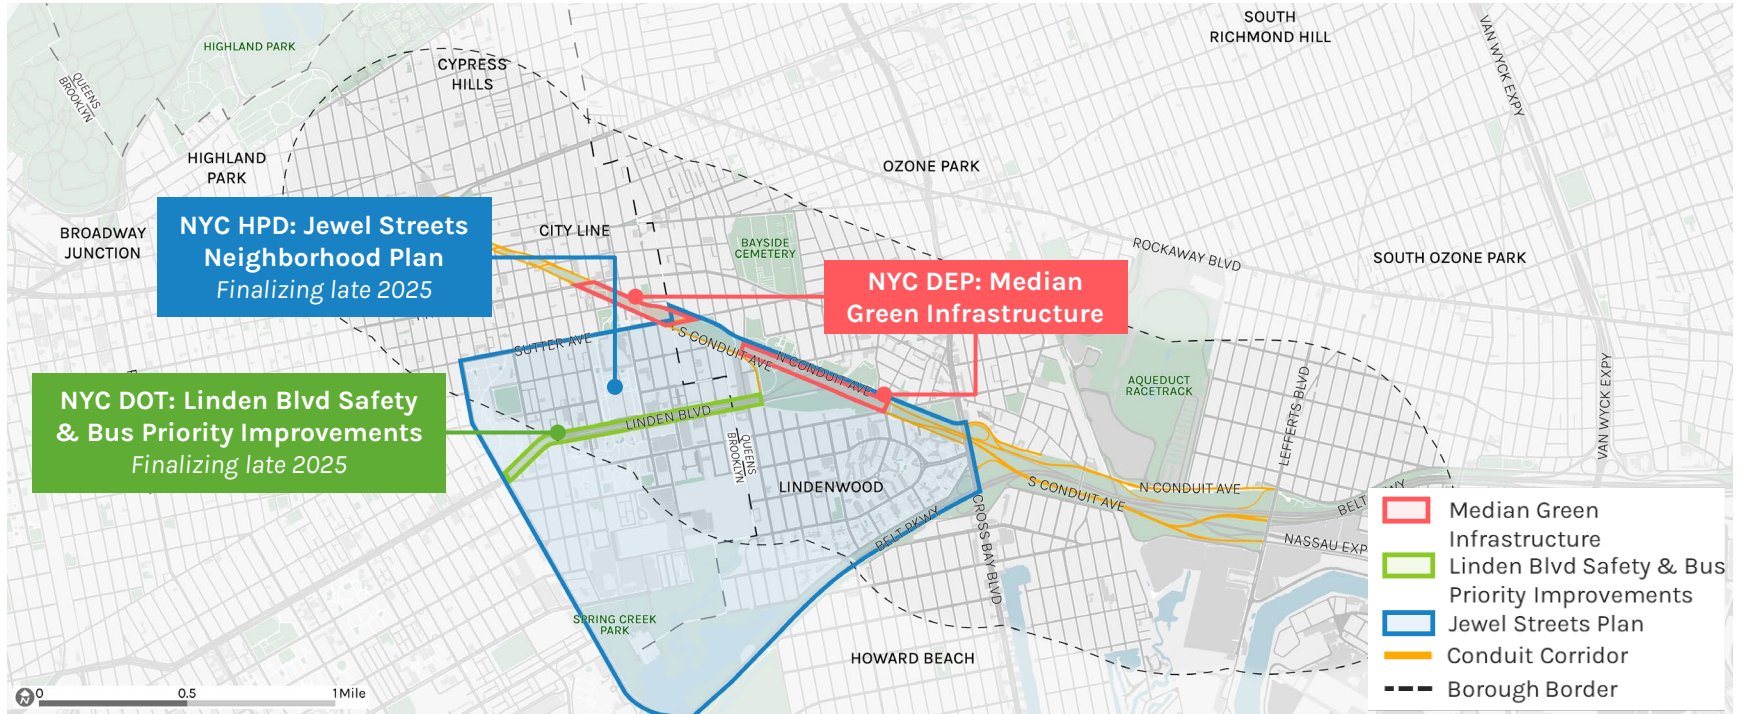 SOUTH
RICHMOND HILL
HIGHLAND PARK
CYPRESS
HILLS
QUEENS
BROOKLYN
VAN WYCK EXPY
HIGHLAND
PARK
OZONE PARK
NYC HPD: Jewel Streets
Neighborhood Plan
Finalizing late 2025
BROADWAY
JUNCTION
CITY LINE
BAYSIDE
CEMETERY
ROCKAWAY BLVD
SOUTH OZONE PARK
NYC DEP: Median
Green Infrastructure
SUTTER AVE
S CONDUIT AVE
N CONDUIT AVE
AQUEDUCT
RACETRACK
LEFFERTS BLVD
VAN WYCK EXPY
NYC DOT: Linden Blvd Safety
& Bus Priority Improvements
Finalizing late 2025
LINDEN BLVD
QUEENS
BROOKLYN
LINDENWOOD
S CONDUIT AVE
N CONDUIT AVE
BELT PKWY
CROSS BAY BLVD
BELT
WY
NASSAU EXP
SPRING CREEK
PARK
HOWARD BEACH
Median Green
Infrastructure
Linden Blvd Safety & Bus
Priority Improvements
Jewel Streets Plan
Conduit Corridor
Borough Border
N
0 0.5 1 Mile